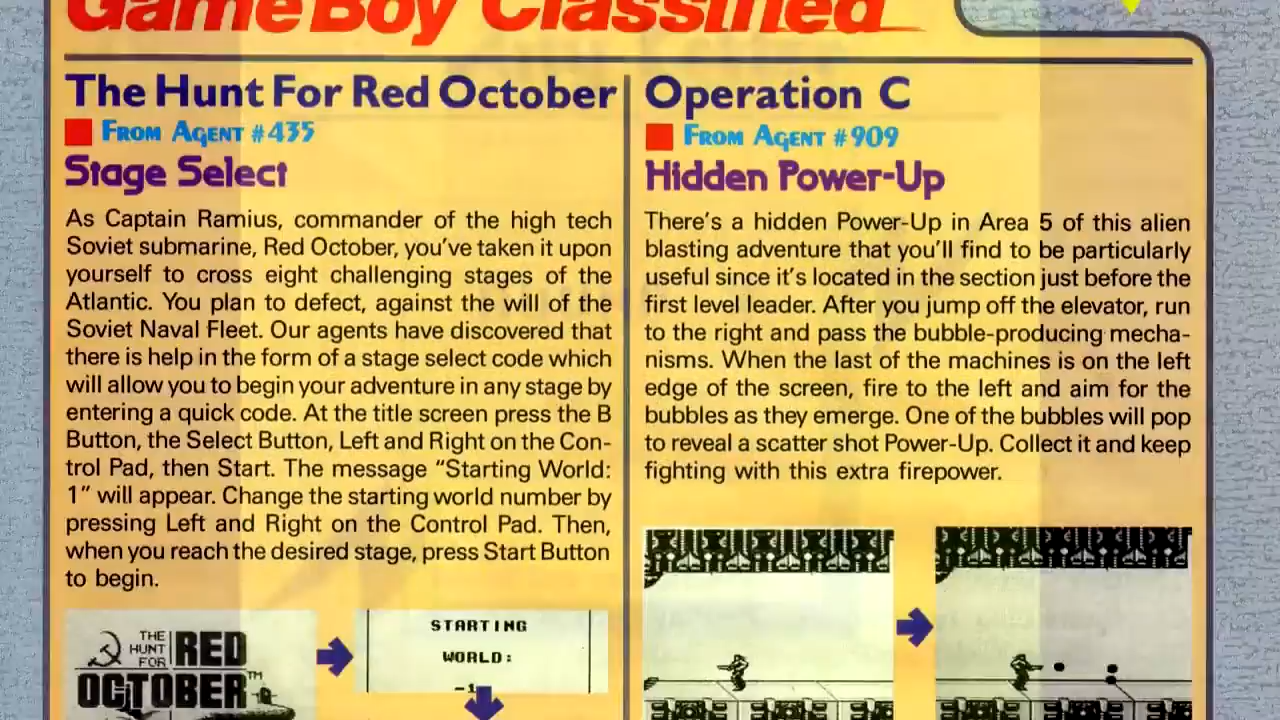 GameBoy Classified
The Hunt For Red October
FROM AGENT #435
Stage Select
As Captain Ramius, commander of the high tech
Soviet submarine, Red October, you've taken it upon
yourself to cross eight challenging stages of the
Atlantic. You plan to defect, against the will of the
Soviet Naval Fleet. Our agents have discovered that
there is help in the form of a stage select code which
will allow you to begin your adventure in any stage by
entering a quick code. At the title screen press the B
Button, the Select Button, Left and Right on the Con-
trol Pad, then Start. The message “Starting World:
1” will appear. Change the starting world number by
pressing Left and Right on the Control Pad. Then,
when you reach the desired stage, press Start Button
to begin.
THE
HUNT
FOR
RED
OCTOBER™
STARTING
WORLD:
-1
Operation C
FROM AGENT #909
Hidden Power-Up
There's a hidden Power-Up in Area 5 of this alien
blasting adventure that you'll find to be particularly
useful since it's located in the section just before the
first level leader. After you jump off the elevator, run
to the right and pass the bubble-producing mecha-
nisms. When the last of the machines is on the left
edge of the screen, fire to the left and aim for the
bubbles as they emerge. One of the bubbles will pop
to reveal a scatter shot Power-Up. Collect it and keep
fighting with this extra firepower.